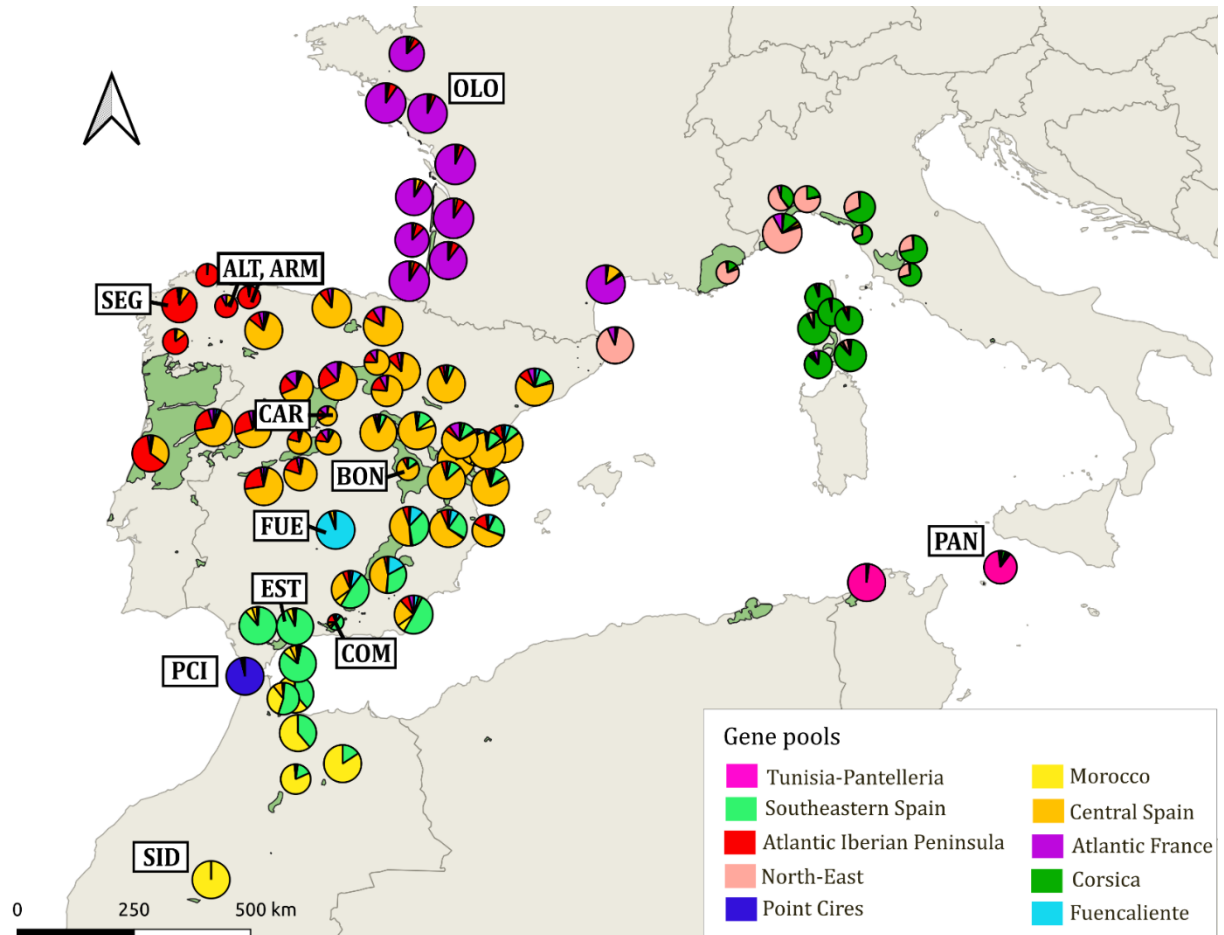 OLO
ALT, ARM
SEG
CAR
BON
FUE
PAN
EST
COM
PCI
SID
0 250 500 km
Gene pools
Tunisia-Pantelleria
Southeastern Spain
Atlantic Iberian Peninsula
North-East
Point Cires
Morocco
Central Spain
Atlantic France
Corsica
Fuencaliente